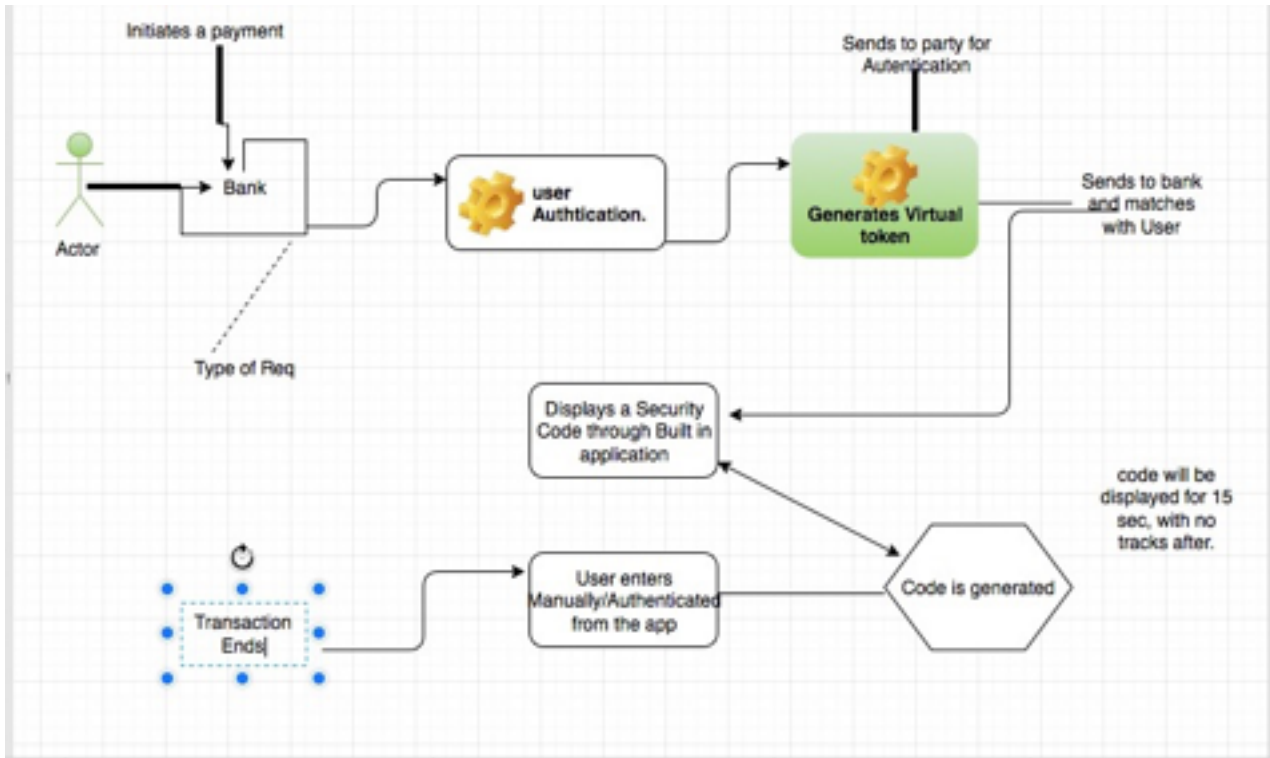 Initiates a payment
Sends to party for
Autentication
Actor
Bank
user
Authtication.
Generates Virtual
token
Sends to bank
and matches
with User
Type of Req
Displays a Security
Code through Built in
application
code will be
displayed for 15
sec, with no
tracks after.
Code is generated
User enters
Manually/Authenticated
from the app
Transaction
Ends